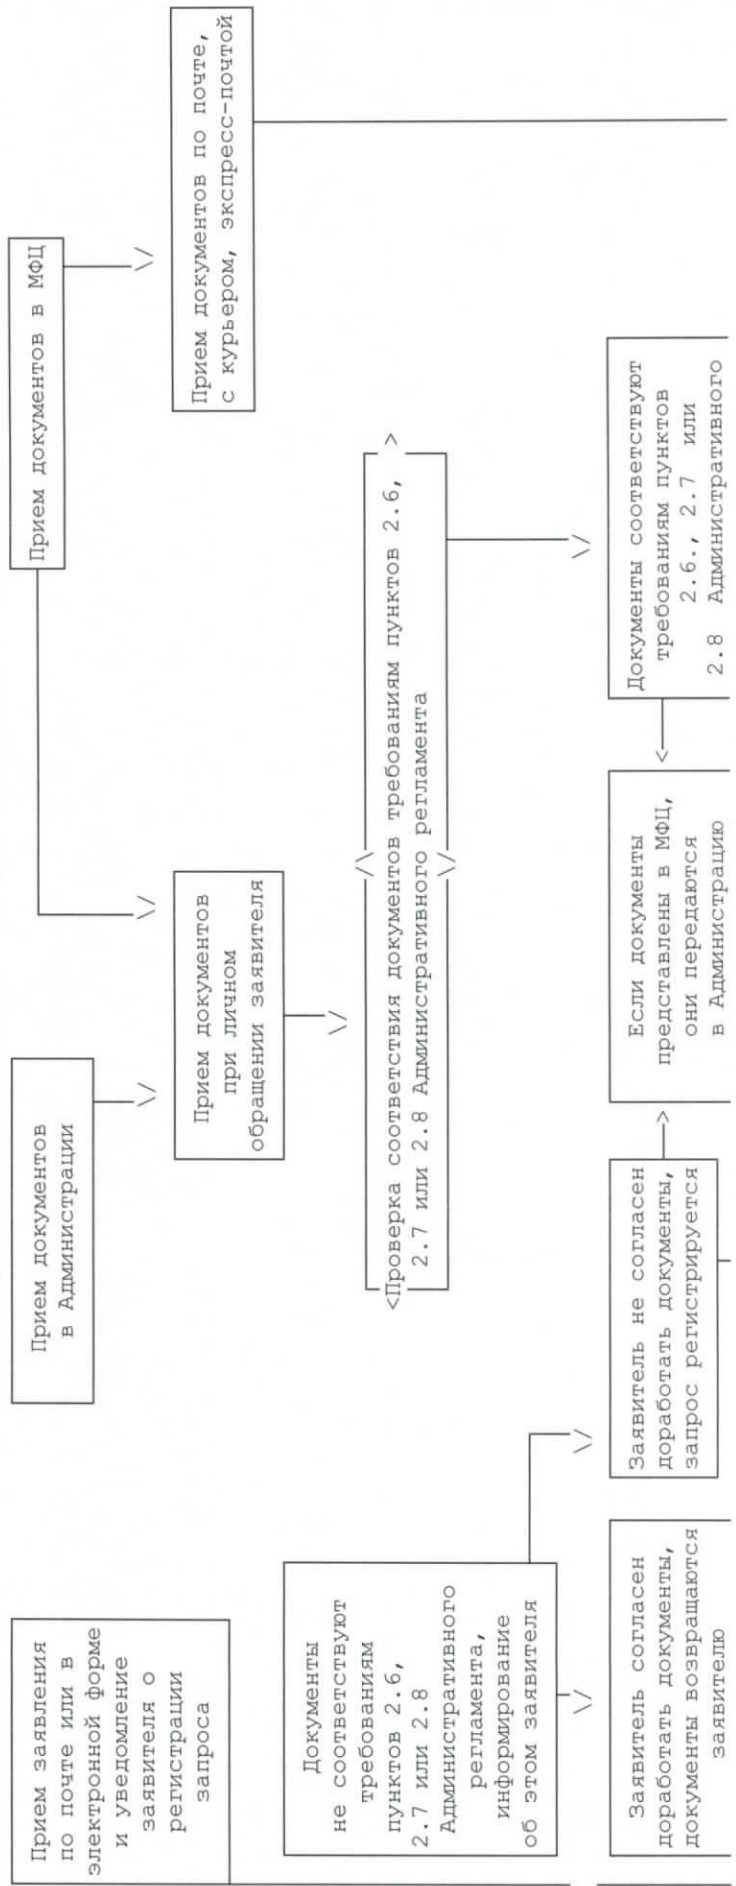 Прием заявления
по почте или в
электронной форме
и уведомление
заявителя о
регистрации
запроса
Прием документов
в Администрации
Прием документов в МФЦ
Прием документов
при личном
обращении заявителя
Прием документов по почте,
с курьером, экспресс-почтой
Документы
не соответствуют
требованиям
пунктов 2.6,
2.7 или 2.8
Административного
регламента,
информирование
об этом заявителя
<Проверка соответствия документов требованиям пунктов 2.6, >
2.7 или 2.8 Административного регламента
Заявитель согласен
доработать документы,
документы возвращаются
заявителю
Заявитель не согласен
доработать документы,
запрос регистрируется
Если документы
представлены в МФЦ,
они передаются
в Администрацию
Документы соответствуют
требованиям пунктов
2.6., 2.7 или
2.8 Административного